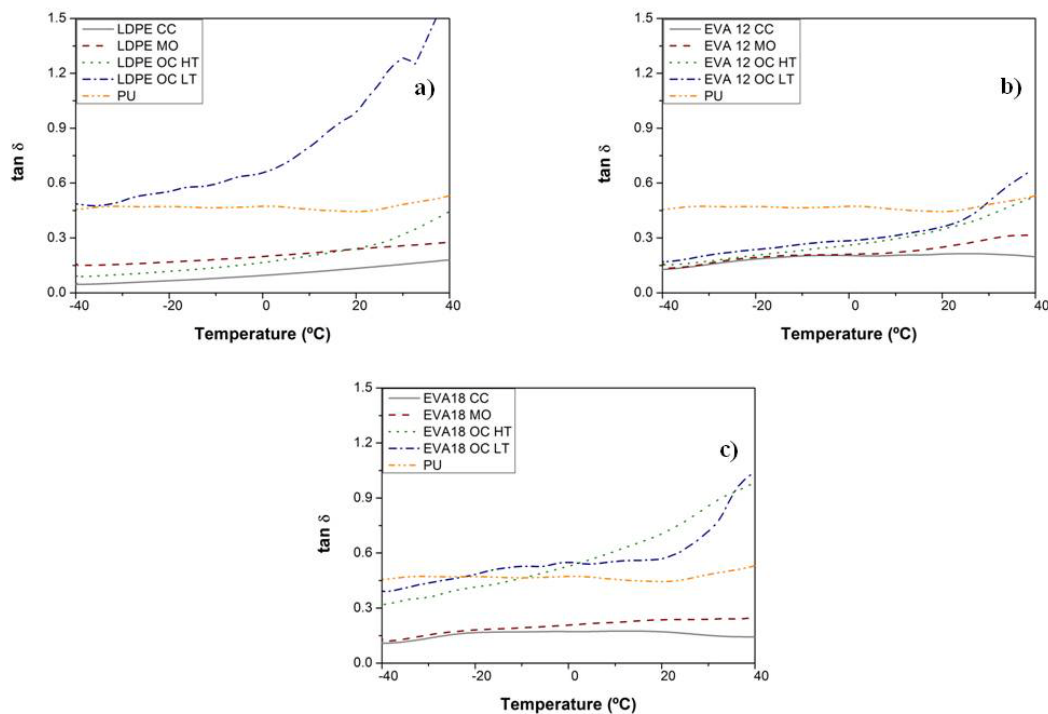 1.5
1.2
0.9
0.6
0.3
0.0
tan δ
LDPE CC
LDPE MO
LDPE OC HT
LDPE OC LT
PU
a)
-40
-20
0
20
40
Temperature (ºC)
1.5
1.2
0.9
0.6
0.3
0.0
tan δ
EVA 12 CC
EVA 12 MO
EVA 12 OC HT
EVA 12 OC LT
PU
b)
-40
-20
0
20
40
Temperature (ºC)
1.5
1.2
0.9
0.6
0.3
0.0
tan δ
EVA18 CC
EVA18 MO
EVA18 OC HT
EVA18 OC LT
PU
c)
-40
-20
0
20
40
Temperature (ºC)